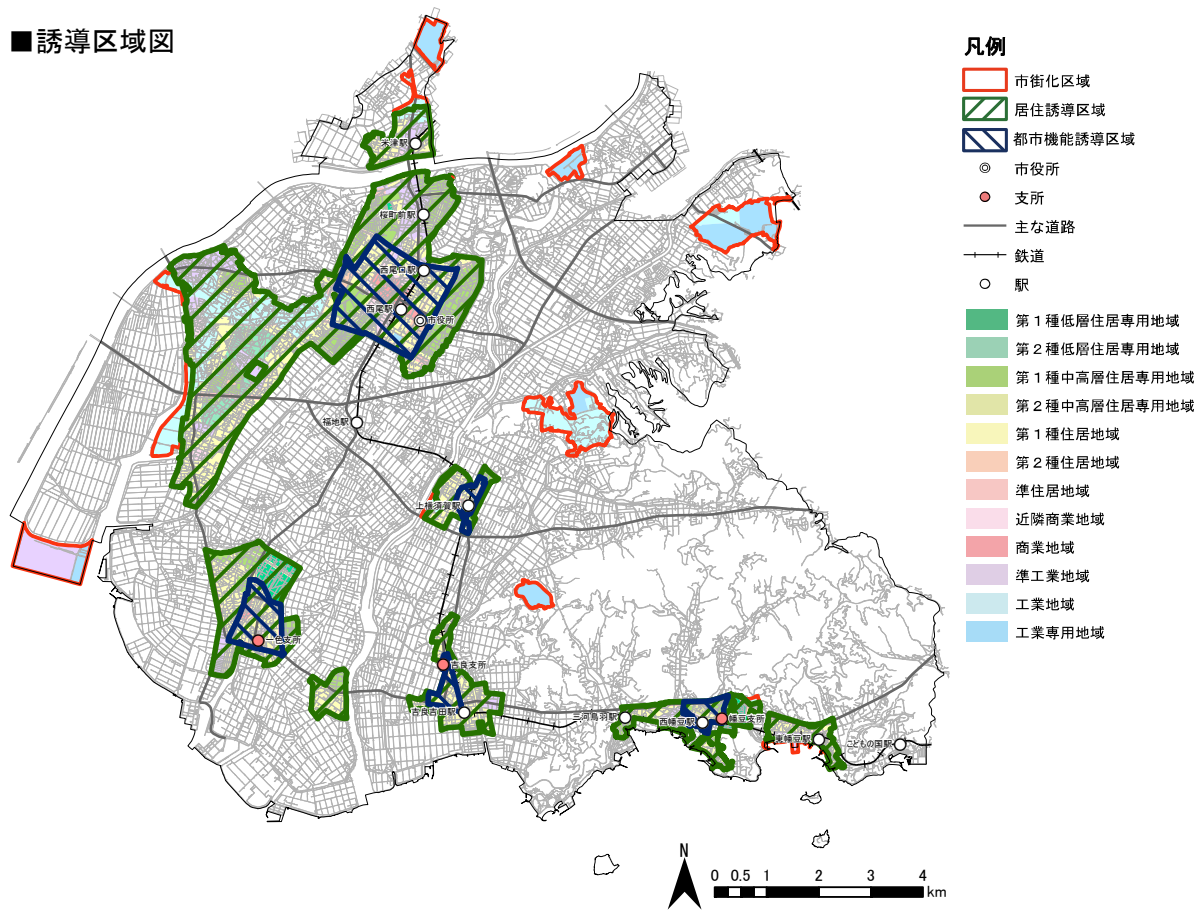 ■誘導区域図
米津駅
桜町前駅
西尾口駅
西尾駅
市役所
福地駅
上横須賀駅
一色支所
吉良支所
吉良吉田駅
三河鳥羽駅
西幡豆駅
幡豆支所
東幡豆駅
こどもの国駅
凡例
市街化区域
居住誘導区域
都市機能誘導区域
市役所
支所
主な道路
鉄道
駅
第1種低層住居専用地域
第2種低層住居専用地域
第1種中高層住居専用地域
第2種中高層住居専用地域
第1種住居地域
第2種住居地域
準住居地域
近隣商業地域
商業地域
準工業地域
工業地域
工業専用地域
N
0 0.5 1 2 3 4
km